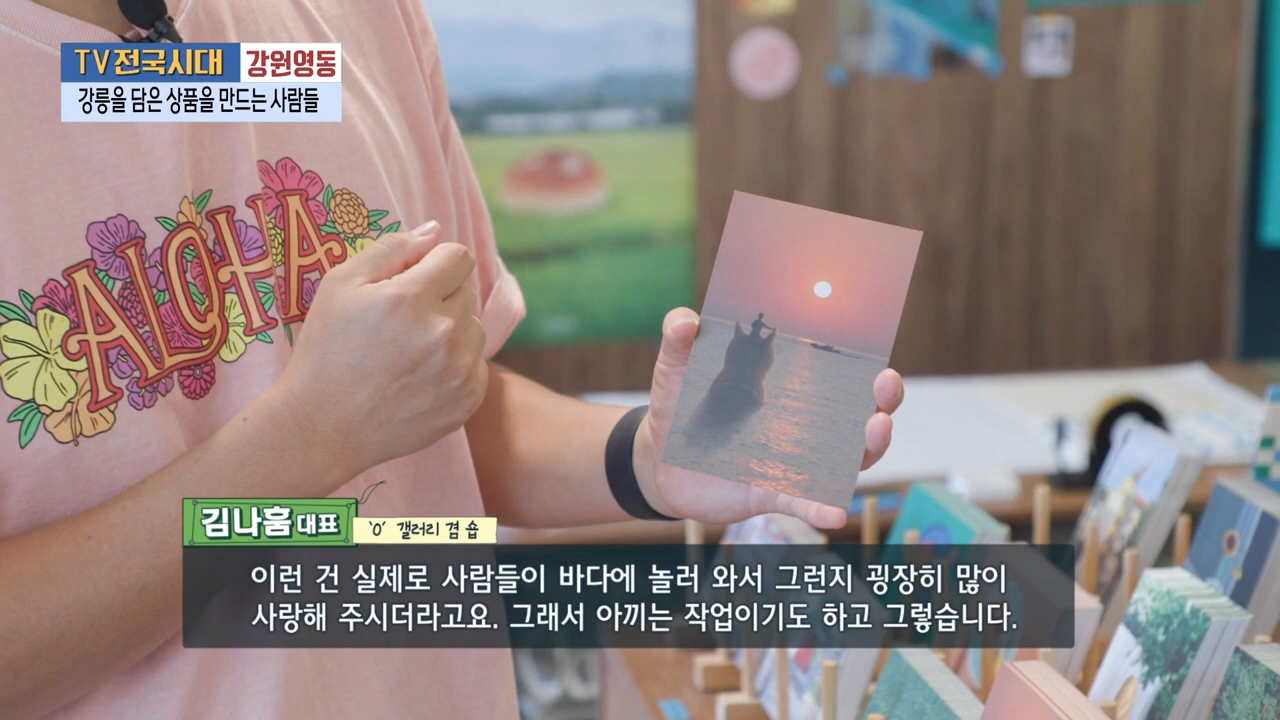 TV전국시대 강원영동
강릉을 담은 상품을 만드는 사람들
ALOHA
김나훔 대표
'O' 갤러리 겸 숍
이런 건 실제로 사람들이 바다에 놀러 와서 그런지 굉장히 많이
사랑해 주시더라고요. 그래서 아끼는 작업이기도 하고 그렇습니다.